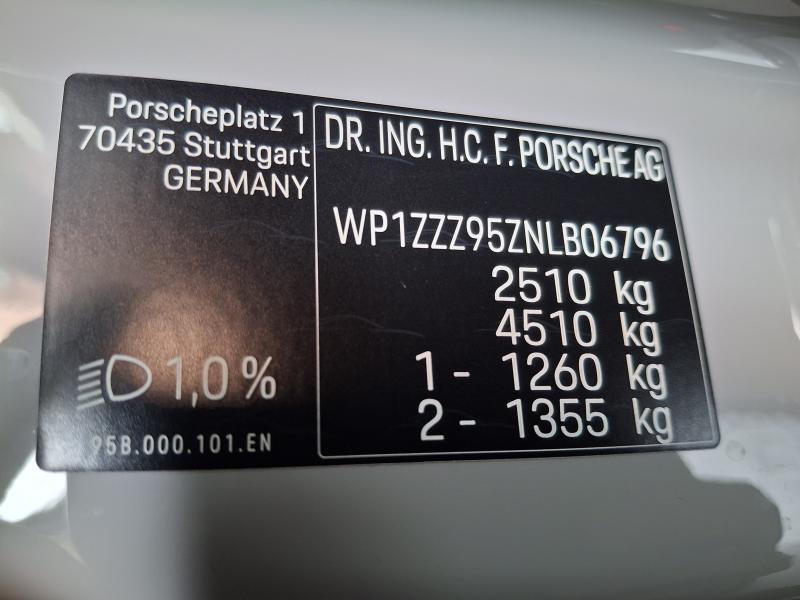 Porscheplatz 1
70435 Stuttgart
GERMANY
1,0 %
95B.000.101.EN
DR. ING. H.C. F. PORSCHE AG
WP1ZZZ95ZNLB06796
2510 kg
4510 kg
1 - 1260 kg
2 - 1355 kg